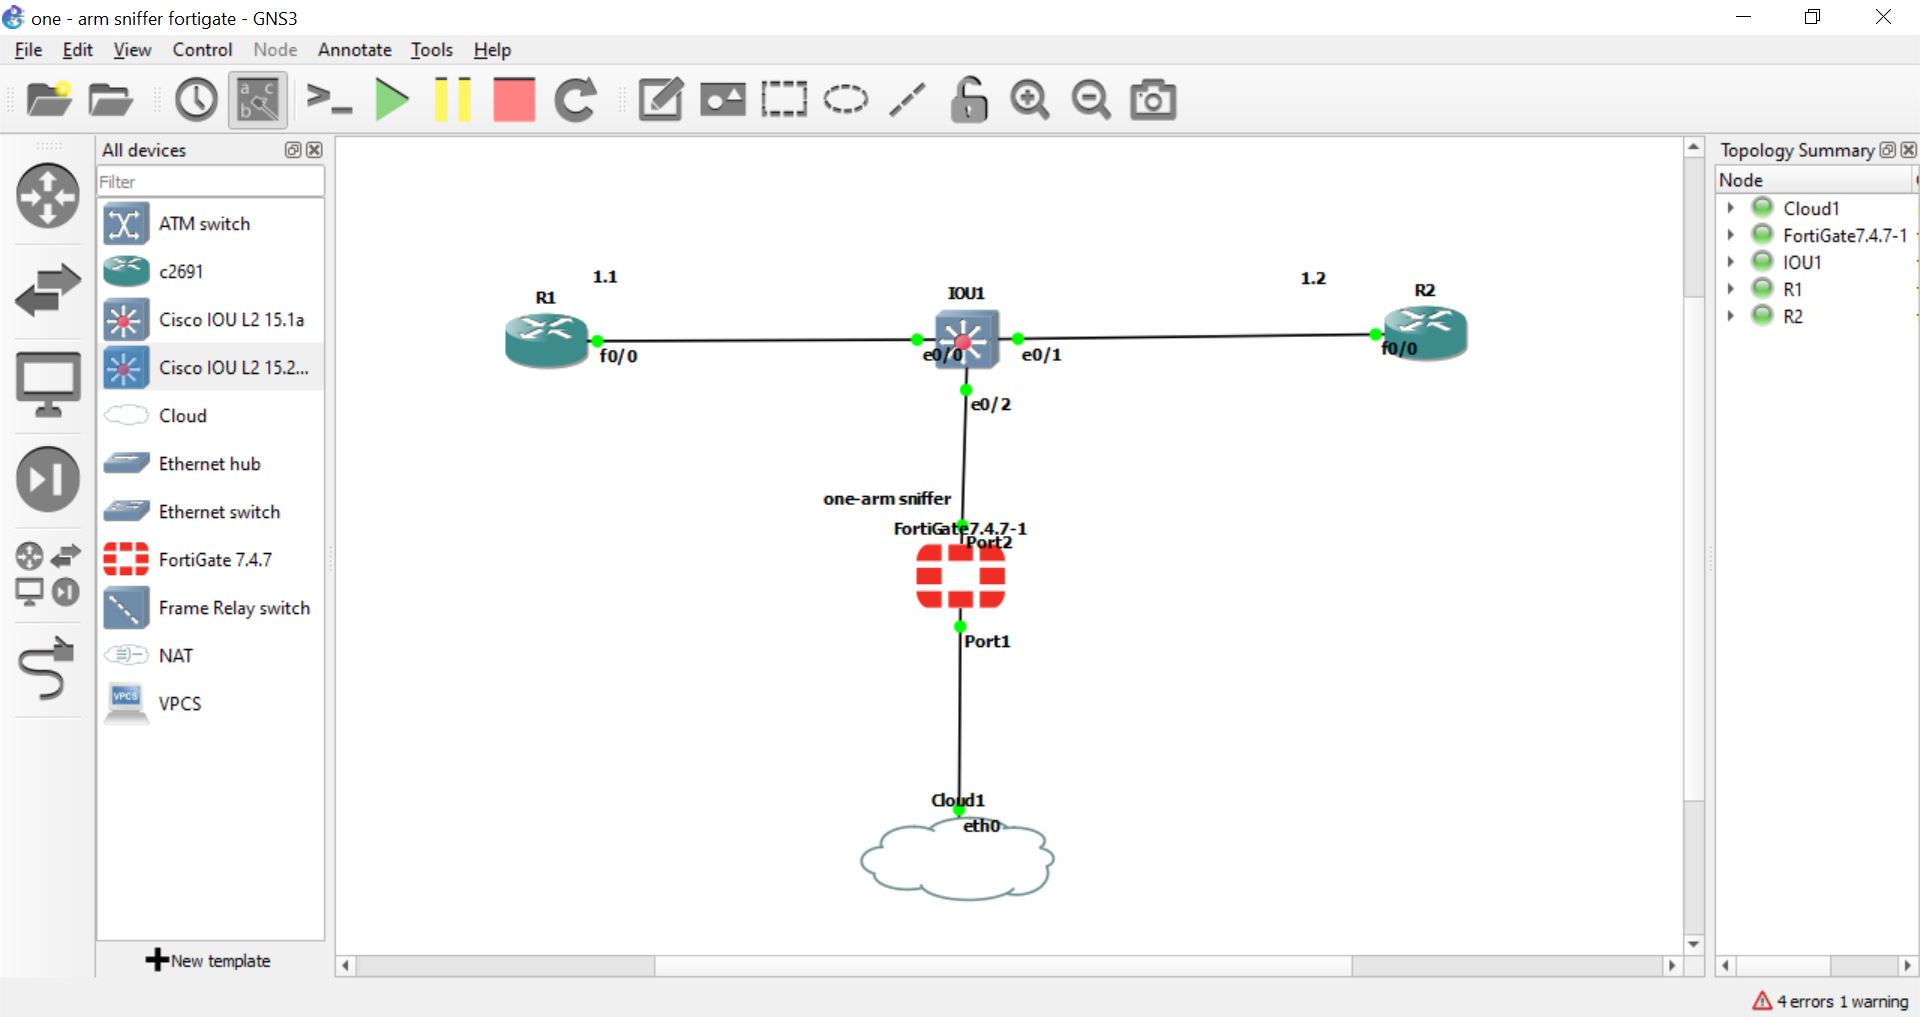 one - arm sniffer fortigate - GNS3
File Edit View Control Node Annotate Tools Help
All devices
Filter
ATM switch
c2691
Cisco IOU L2 15.1a
Cisco IOU L2 15.2...
Cloud
Ethernet hub
Ethernet switch
FortiGate 7.4.7
Frame Relay switch
NAT
VPCS
VPCS
New template
1.1
R1
f0/0
IOU1
e0/0
e0/1
e0/2
1.2
R2
f0/0
one-arm sniffer
FortiGate7.4.7-1
Port2
Port1
Cloud1
eth0
Topology Summary
Node
Cloud1
FortiGate7.4.7-1
IOU1
R1
R2
4 errors 1 warning